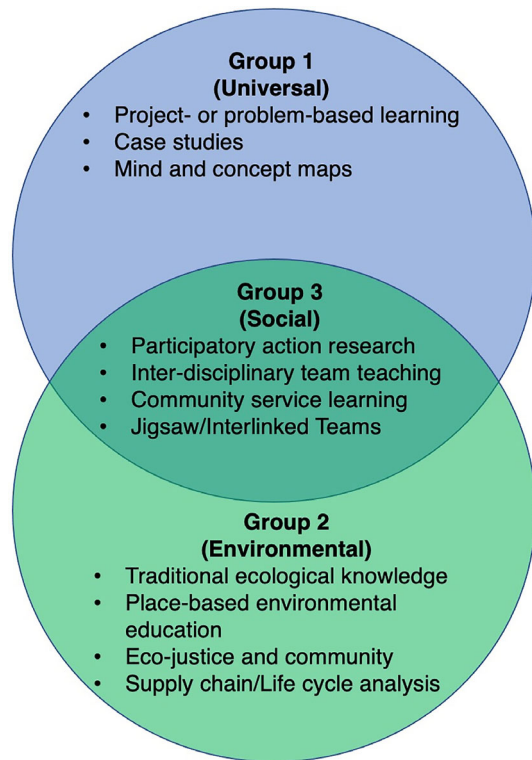 Group 1
(Universal)
• Project- or problem-based learning
• Case studies
• Mind and concept maps
Group 3
(Social)
• Participatory action research
• Inter-disciplinary team teaching
• Community service learning
• Jigsaw/Interlinked Teams
Group 2
(Environmental)
• Traditional ecological knowledge
• Place-based environmental
education
• Eco-justice and community
• Supply chain/Life cycle analysis